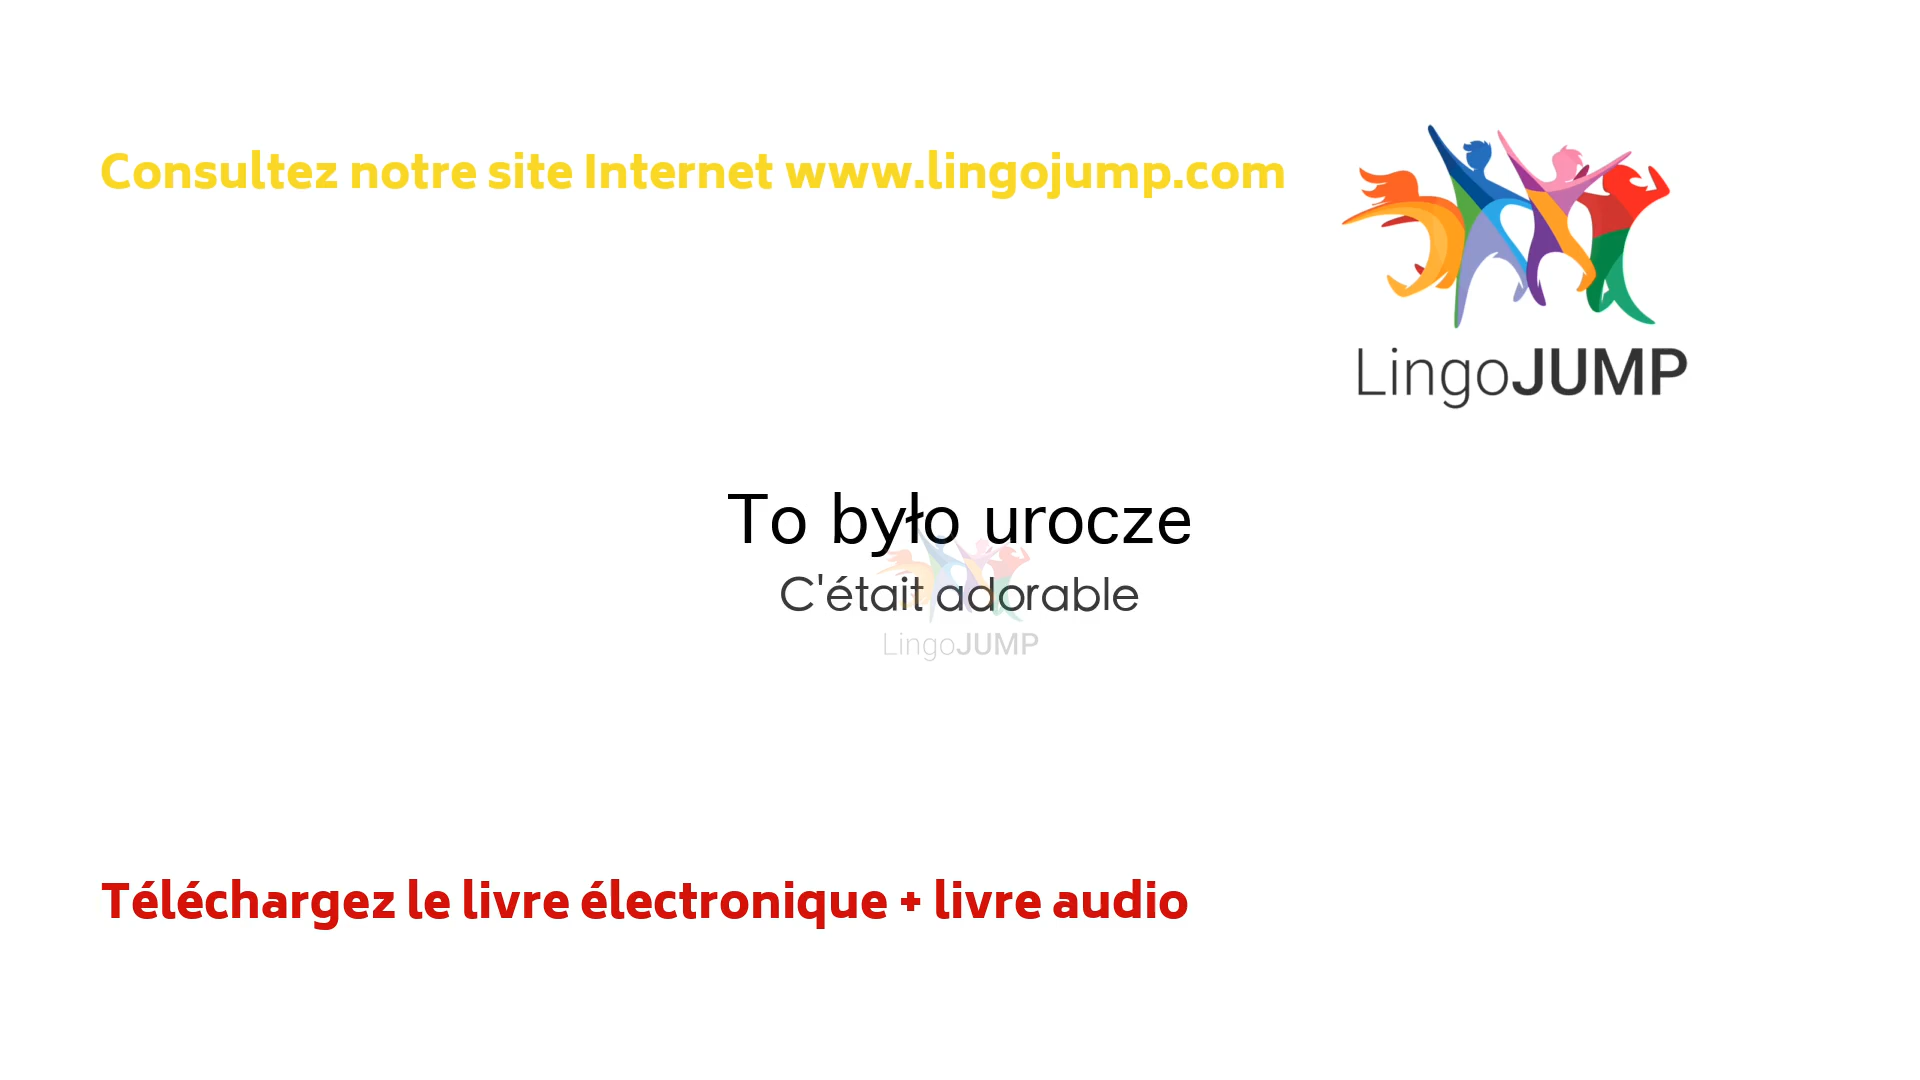 Consultez notre site Internet www.lingojump.com
LingoJUMP
To było urocze
C'était adorable
LingoJUMP
Téléchargez le livre électronique + livre audio